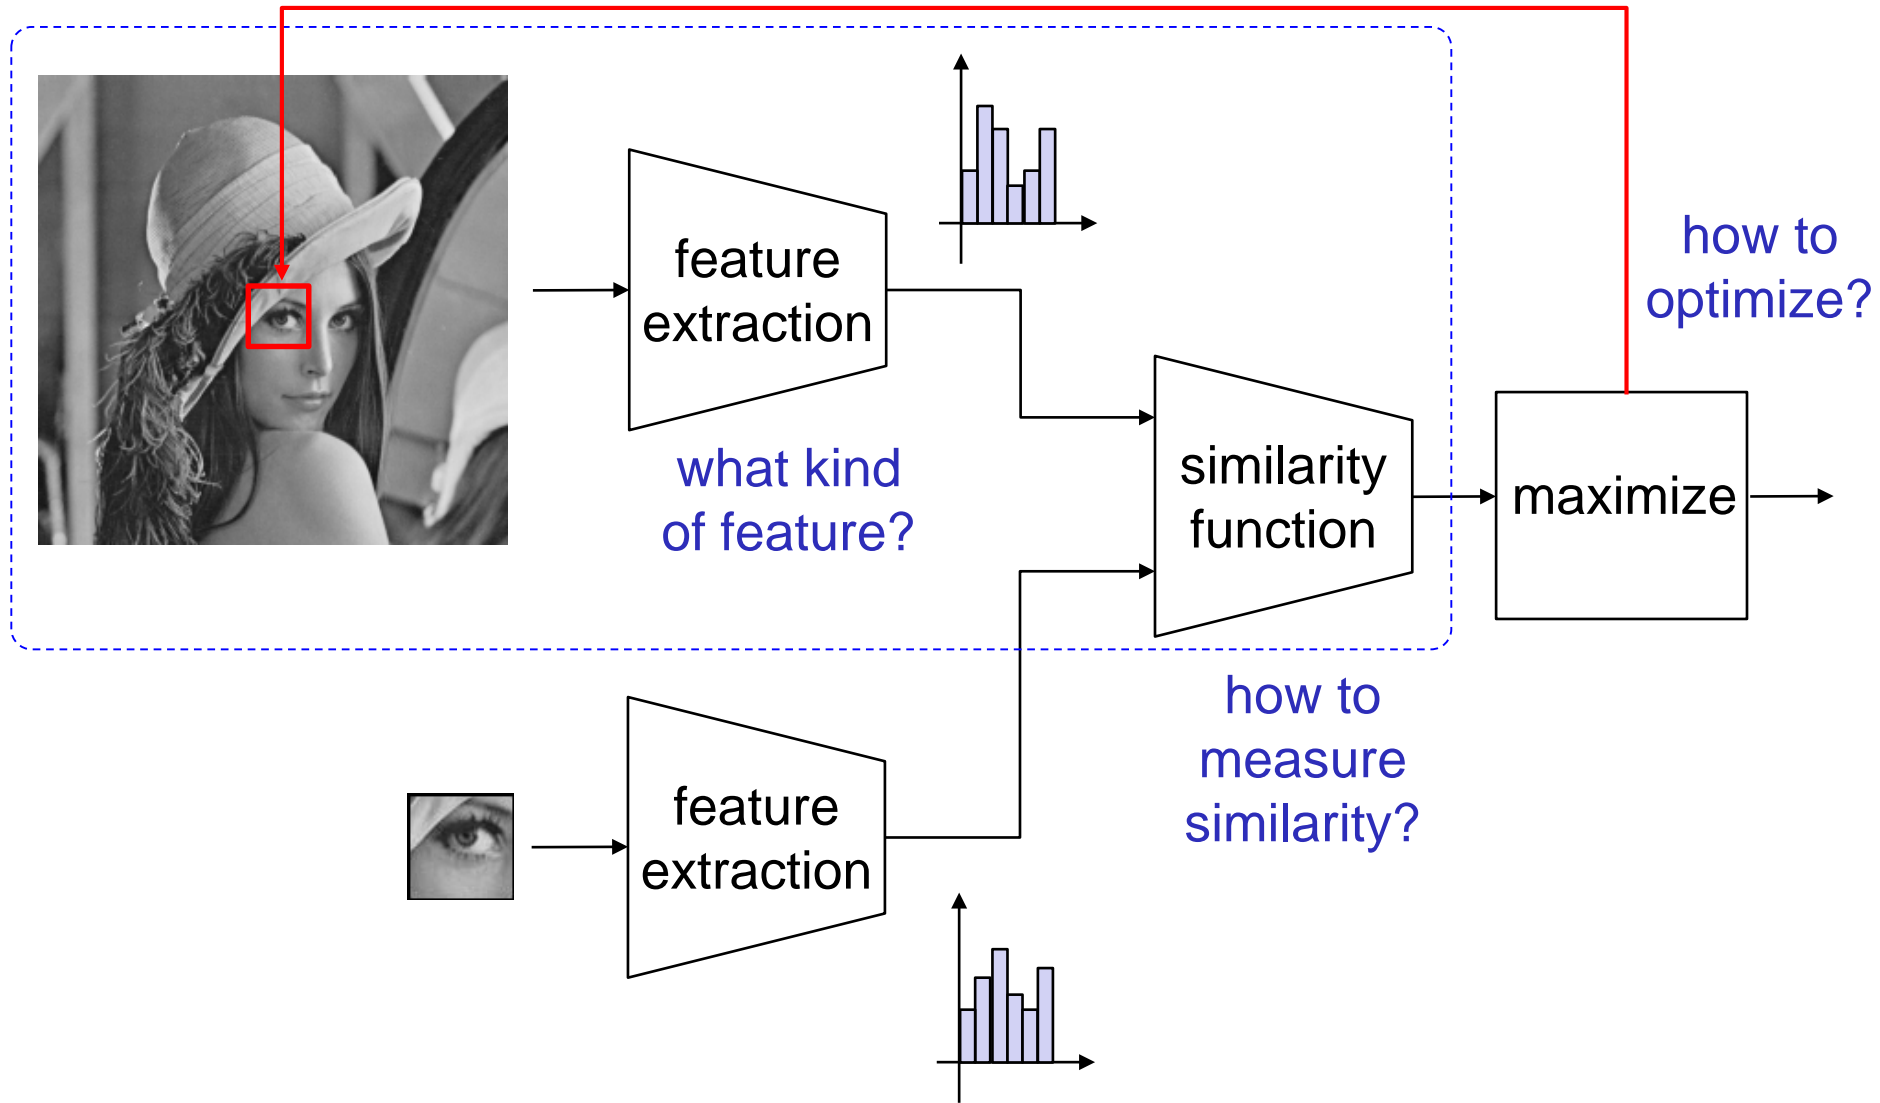 feature
extraction
what kind
of feature?
similarity
function
maximize
how to
optimize?
how to
measure
similarity?
feature
extraction